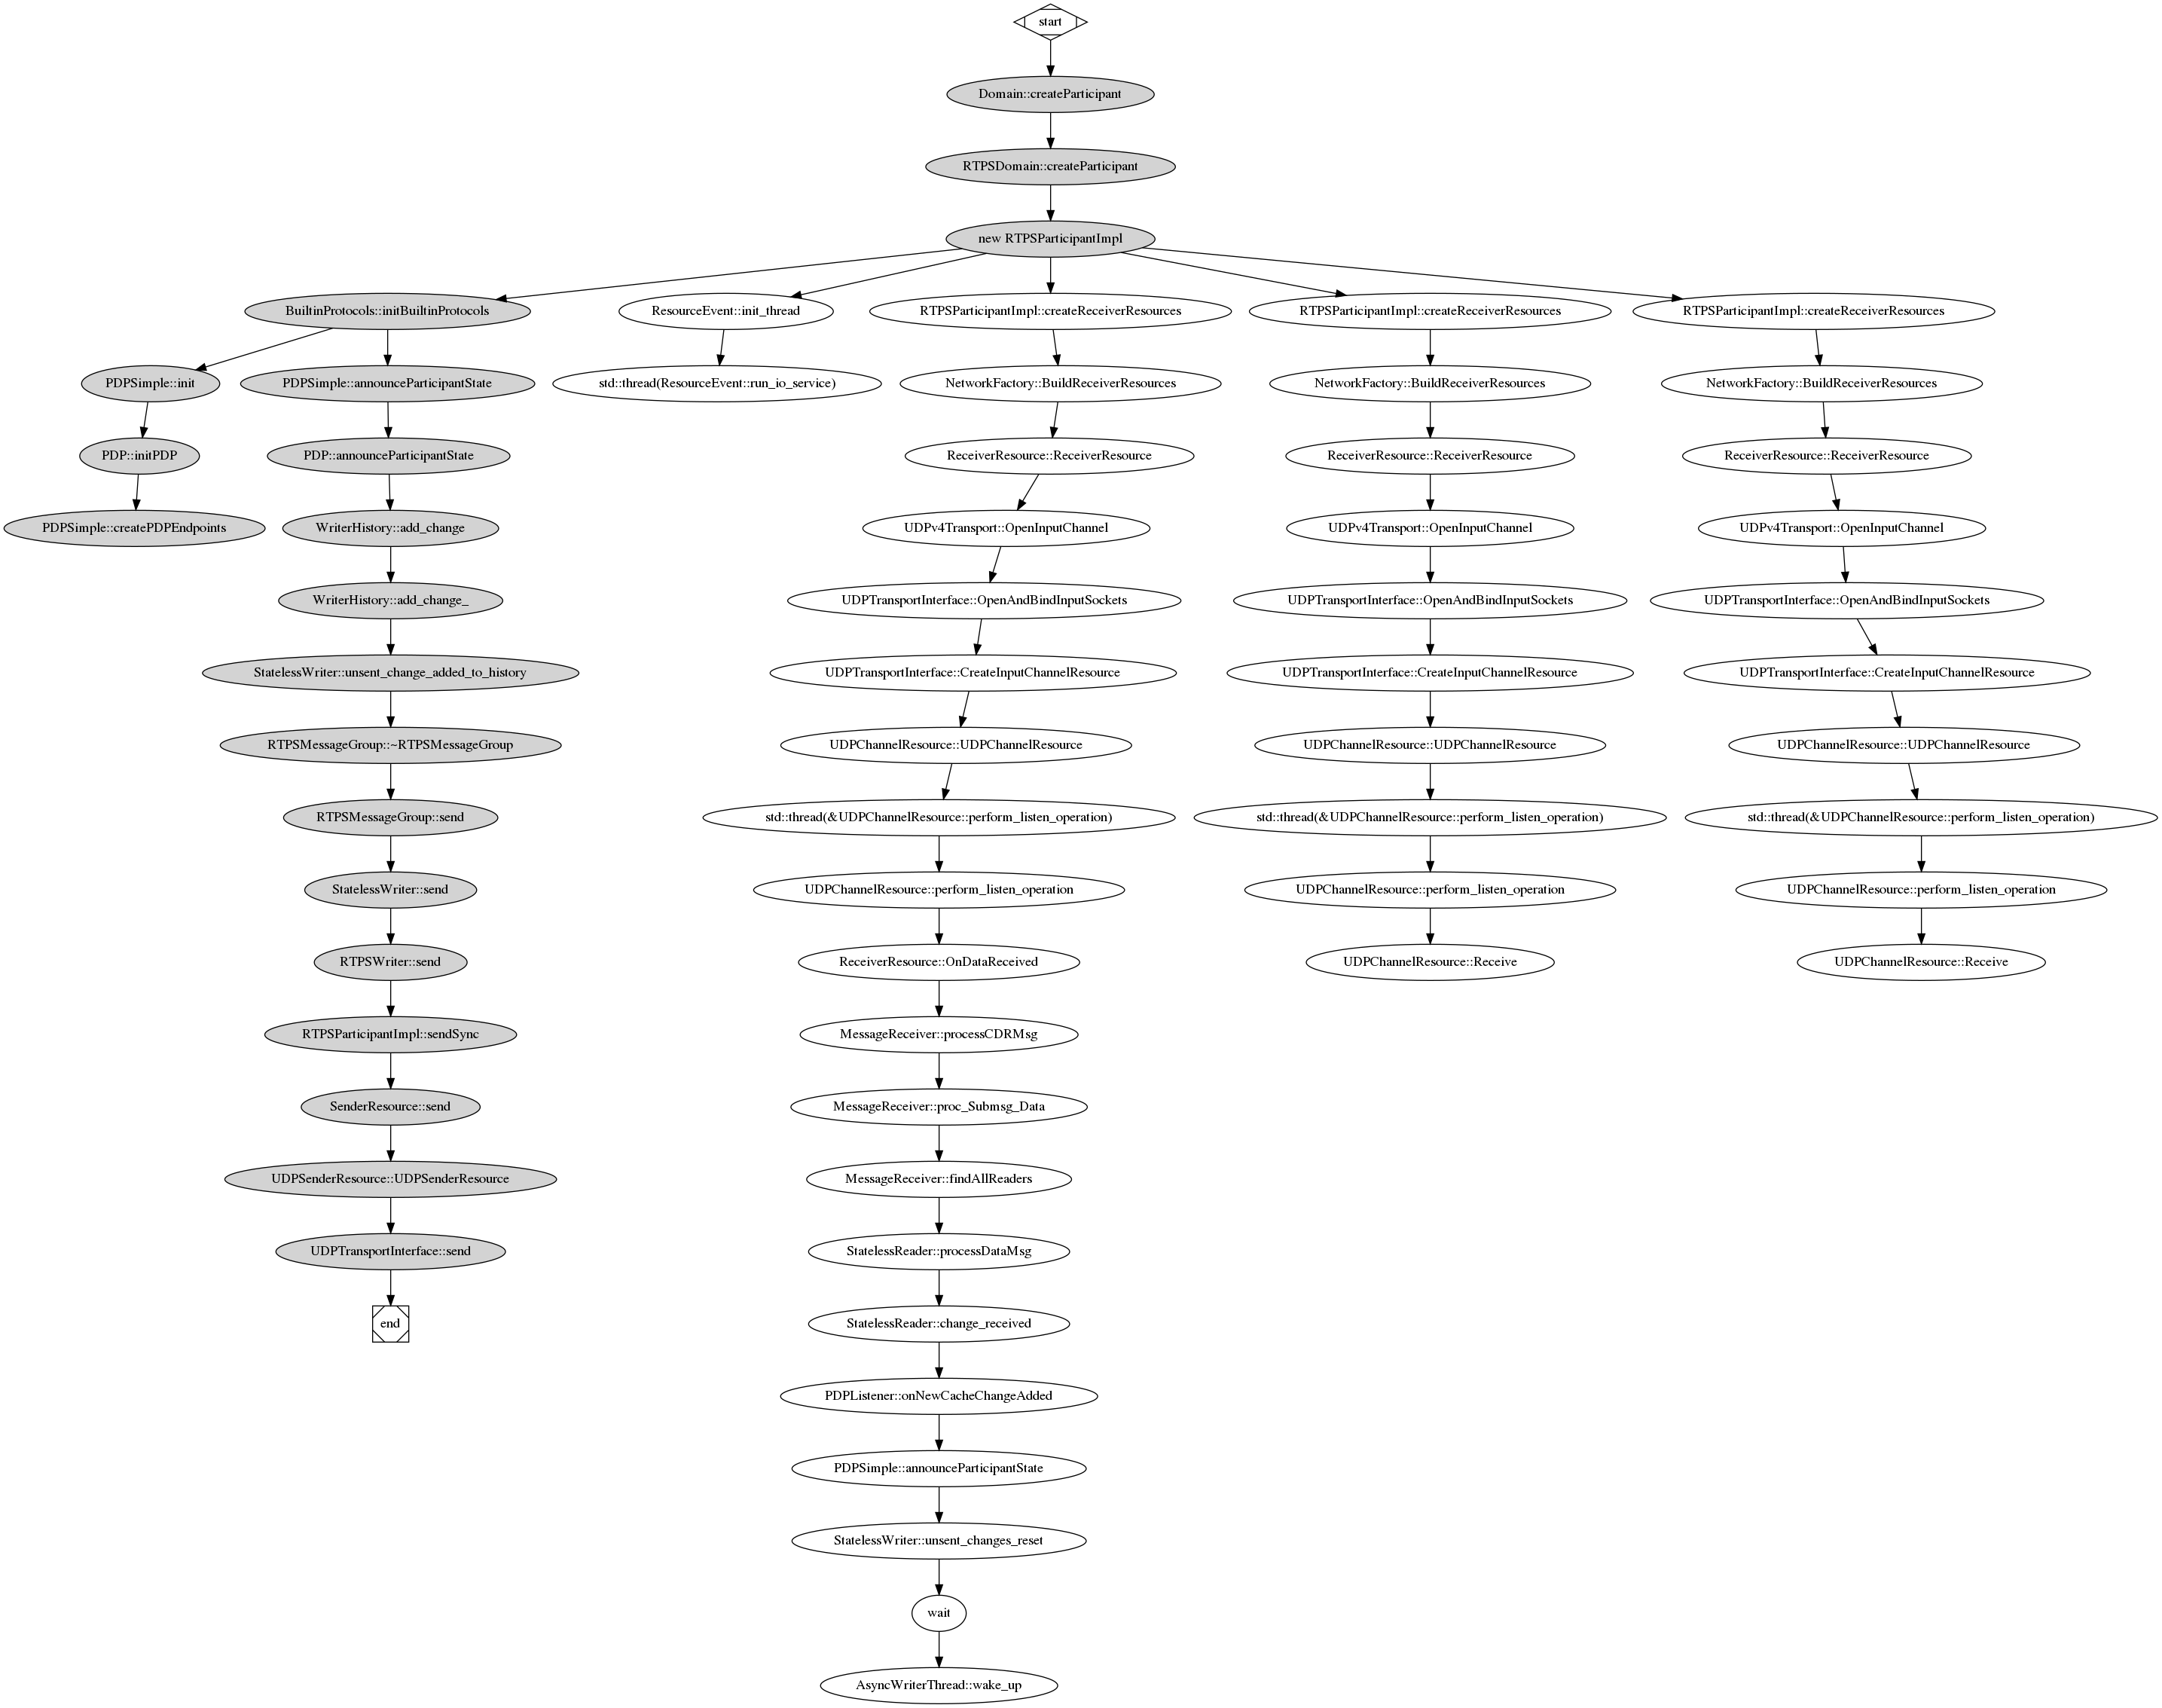 start
Domain::createParticipant
RTPSDomain::createParticipant
new RTPSParticipantImpl
BuiltinProtocols::initBuiltinProtocols
ResourceEvent::init_thread
RTPSParticipantImpl::createReceiverResources
RTPSParticipantImpl::createReceiverResources
RTPSParticipantImpl::createReceiverResources
PDPSimple::init
PDPSimple::announceParticipantState
std::thread(ResourceEvent::run_io_service)
NetworkFactory::BuildReceiverResources
NetworkFactory::BuildReceiverResources
NetworkFactory::BuildReceiverResources
PDP::initPDP
PDP::announceParticipantState
ReceiverResource::ReceiverResource
ReceiverResource::ReceiverResource
ReceiverResource::ReceiverResource
PDPSimple::createPDPEndpoints
WriterHistory::add_change
UDPv4Transport::OpenInputChannel
UDPv4Transport::OpenInputChannel
UDPv4Transport::OpenInputChannel
WriterHistory::add_change_
UDPTransportInterface::OpenAndBindInputSockets
UDPTransportInterface::OpenAndBindInputSockets
UDPTransportInterface::OpenAndBindInputSockets
StatelessWriter::unsent_change_added_to_history
UDPTransportInterface::CreateInputChannelResource
UDPTransportInterface::CreateInputChannelResource
UDPTransportInterface::CreateInputChannelResource
RTPSMessageGroup::~RTPSMessageGroup
UDPChannelResource::UDPChannelResource
UDPChannelResource::UDPChannelResource
UDPChannelResource::UDPChannelResource
RTPSMessageGroup::send
std::thread(&UDPChannelResource::perform_listen_operation)
std::thread(&UDPChannelResource::perform_listen_operation)
std::thread(&UDPChannelResource::perform_listen_operation)
StatelessWriter::send
UDPChannelResource::perform_listen_operation
UDPChannelResource::perform_listen_operation
UDPChannelResource::perform_listen_operation
RTPSWriter::send
ReceiverResource::OnDataReceived
UDPChannelResource::Receive
UDPChannelResource::Receive
RTPSParticipantImpl::sendSync
MessageReceiver::processCDRMsg
SenderResource::send
MessageReceiver::proc_Submsg_Data
UDPSenderResource::UDPSenderResource
MessageReceiver::findAllReaders
UDPTransportInterface::send
StatelessReader::processDataMsg
end
StatelessReader::change_received
PDPListener::onNewCacheChangeAdded
PDPSimple::announceParticipantState
StatelessWriter::unsent_changes_reset
wait
AsyncWriterThread::wake_up